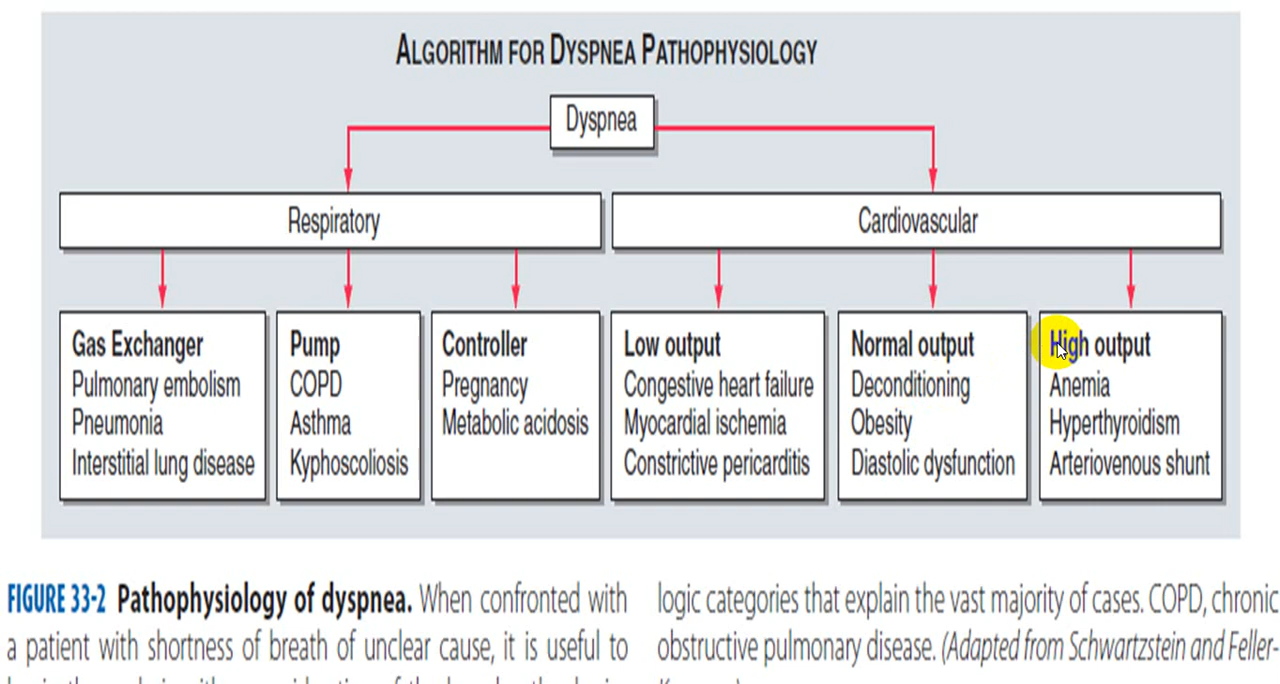 ALGORITHM FOR DYSPNEA PATHOPHYSIOLOGY
Dyspnea
Respiratory
Cardiovascular
Gas Exchanger
Pulmonary embolism
Pneumonia
Interstitial lung disease
Pump
COPD
Asthma
Kyphoscoliosis
Controller
Pregnancy
Metabolic acidosis
Low output
Congestive heart failure
Myocardial ischemia
Constrictive pericarditis
Normal output
Deconditioning
Obesity
Diastolic dysfunction
High output
Anemia
Hyperthyroidism
Arteriovenous shunt
FIGURE 33-2 Pathophysiology of dyspnea. When confronted with
a patient with shortness of breath of unclear cause, it is useful to
logic categories that explain the vast majority of cases. COPD, chronic
obstructive pulmonary disease. (Adapted from Schwartzstein and Feller-